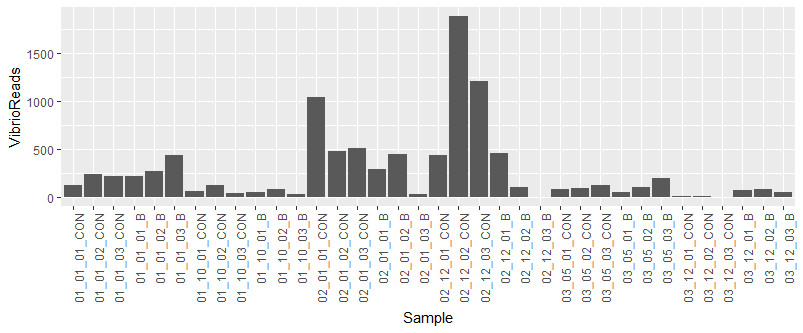 VibrioReads
1500
1000
500
0
01_01_01_CON
01_01_02_CON
01_01_03_CON
01_01_01_B
01_01_02_B
01_01_03_B
01_10_01_CON
01_10_02_CON
01_10_03_CON
01_10_01_B
01_10_02_B
01_10_03_B
02_01_01_CON
02_01_02_CON
02_01_03_CON
02_01_01_B
02_01_02_B
02_01_03_B
02_12_01_CON
02_12_02_CON
02_12_03_CON
02_12_01_B
02_12_02_B
02_12_03_B
03_05_01_CON
03_05_02_CON
03_05_03_CON
03_05_01_B
03_05_02_B
03_05_03_B
03_12_01_CON
03_12_02_CON
03_12_03_CON
03_12_01_B
03_12_02_B
03_12_03_B
Sample